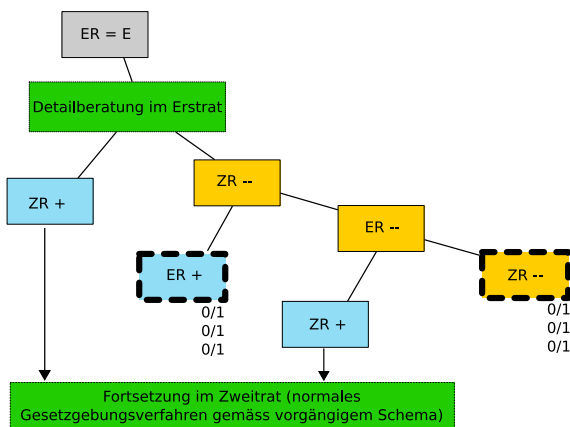 ER = E
Detailberatung im Erstrat
ZR +
ZR --
ER --
ER +
ZR --
0/1
0/1
0/1
ZR +
0/1
0/1
0/1
Fortsetzung im Zweitrat (normales
Gesetzgebungsverfahren gemäss vorgängigem Schema)